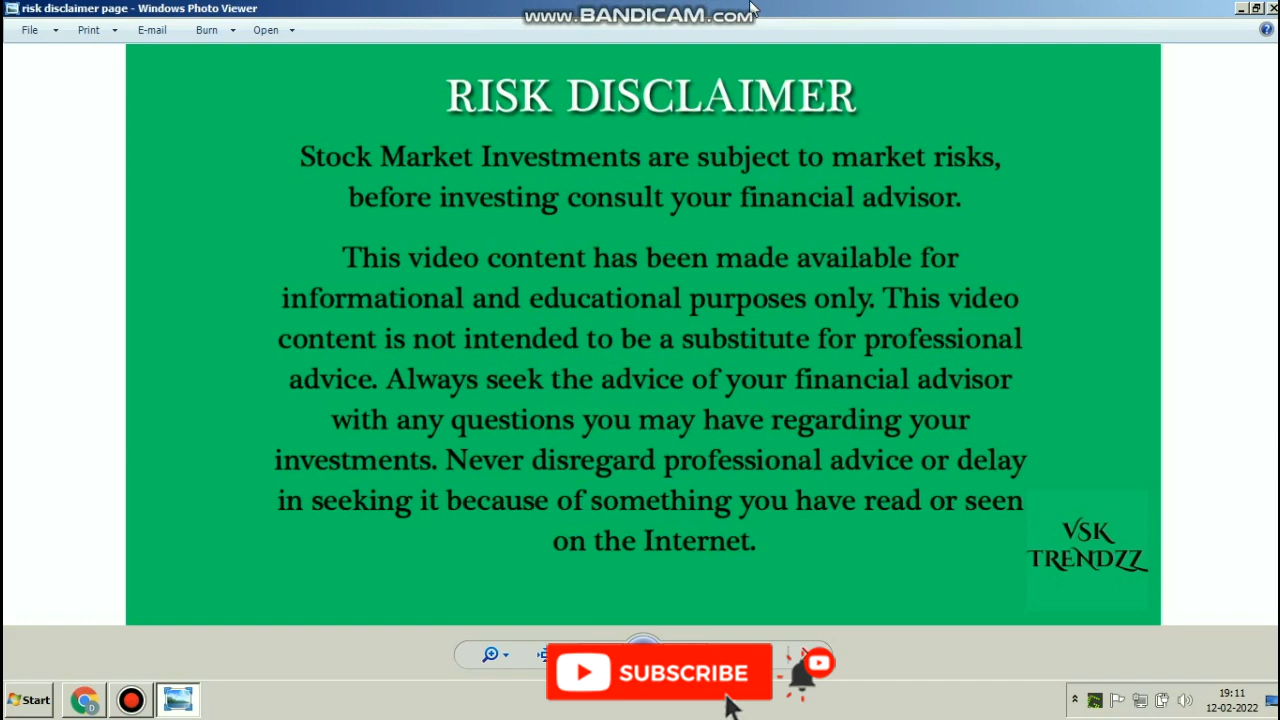 risk disclaimer page - Windows Photo Viewer
www.BANDICAM.com
File Print E-mail Burn Open
RISK DISCLAIMER
Stock Market Investments are subject to market risks,
before investing consult your financial advisor.
This video content has been made available for
informational and educational purposes only. This video
content is not intended to be a substitute for professional
advice. Always seek the advice of your financial advisor
with any questions you may have regarding your
investments. Never disregard professional advice or delay
in seeking it because of something you have read or seen
on the Internet.
VSK
TRENDZZ
SUBSCRIBE
Start
19:11
12-02-2022